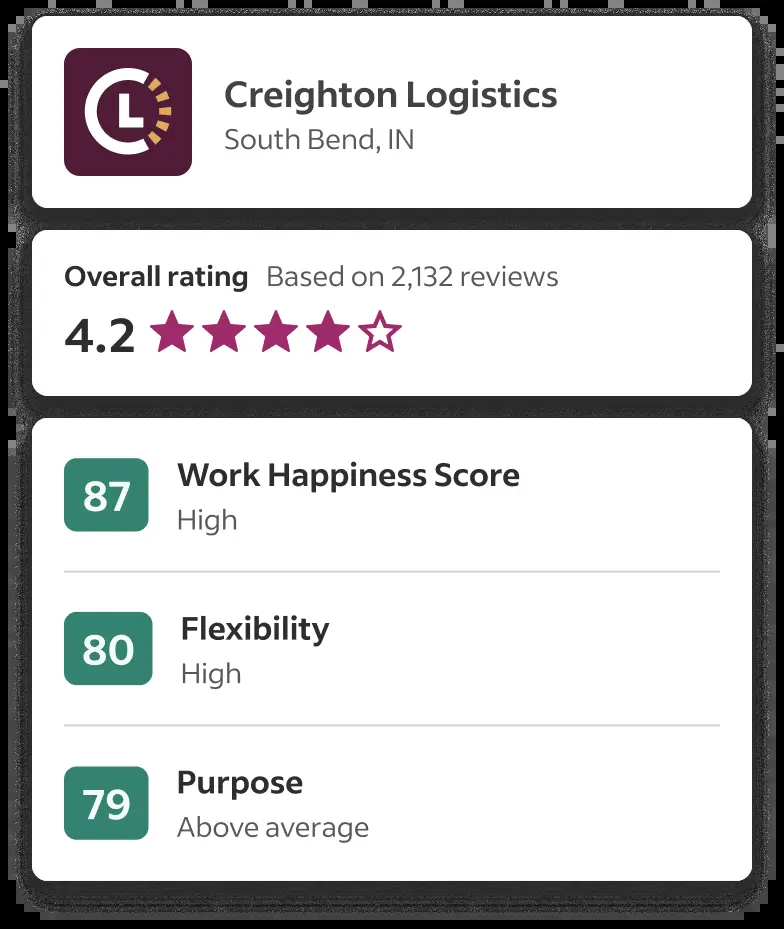 CL
Creighton Logistics
South Bend, IN
Overall rating Based on 2,132 reviews
4.2
87
Work Happiness Score
High
80
Flexibility
High
79
Purpose
Above average